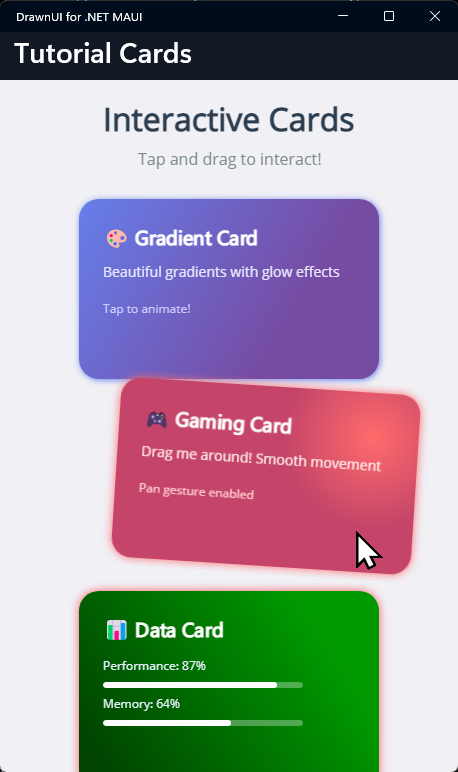 DrawnUI for .NET MAUI
Tutorial Cards
Interactive Cards
Tap and drag to interact!
Gradient Card
Beautiful gradients with glow effects
Tap to animate!
Gaming Card
Drag me around! Smooth movement
Pan gesture enabled
Data Card
Performance: 87%
Memory: 64%